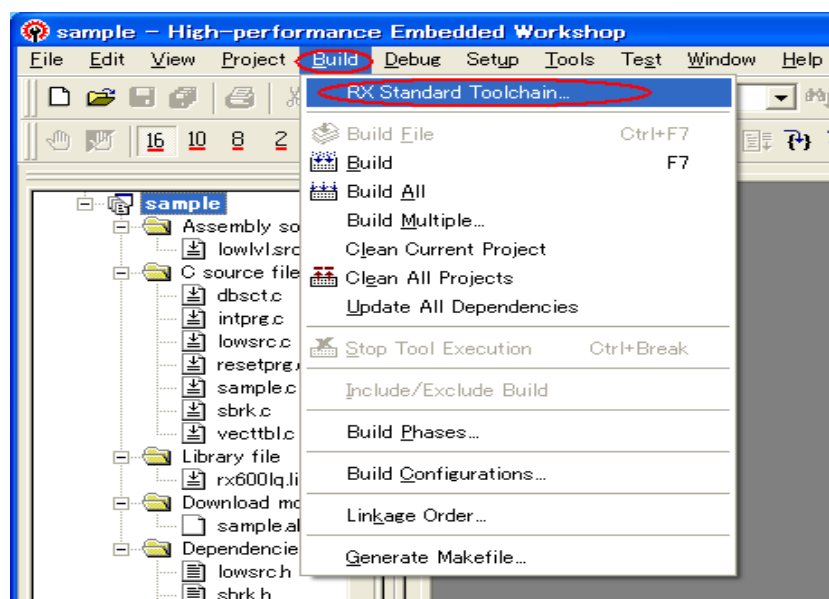 sample – High-performance Embedded Workshop
File Edit View Project Build Debug Setup Tools Test Window Help
RX Standard Toolchain...
16 10 8 2
Build File Ctrl+F7
Build F7
Build All
Build Multiple...
Clean Current Project
Clean All Projects
Update All Dependencies
Stop Tool Execution Ctrl+Break
Include/Exclude Build
Build Phases...
Build Configurations...
Linkage Order...
Generate Makefile...
sample
Assembly so
lowlvl.src
C source file
dbsct.c
intprg.c
lowsrc.c
resetprg.
sample.c
sbrk.c
vecttbl.c
Library file
rx600lq.li
Download mo
sample.a
Dependencie
lowsrc.h
sbrk.h